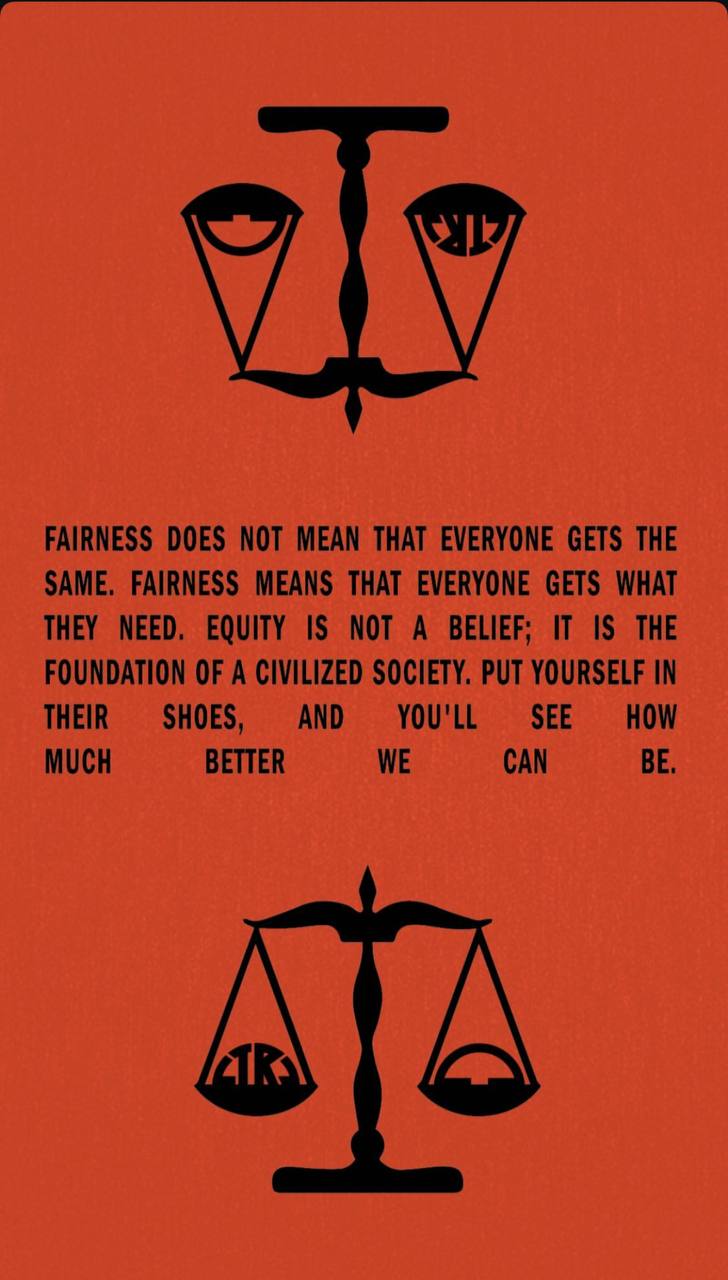 FAIRNESS DOES NOT MEAN THAT EVERYONE GETS THE
SAME. FAIRNESS MEANS THAT EVERYONE GETS WHAT
THEY NEED. EQUITY IS NOT A BELIEF; IT IS THE
FOUNDATION OF A CIVILIZED SOCIETY. PUT YOURSELF IN
THEIR SHOES, AND YOU'LL SEE HOW
MUCH BETTER WE CAN BE.